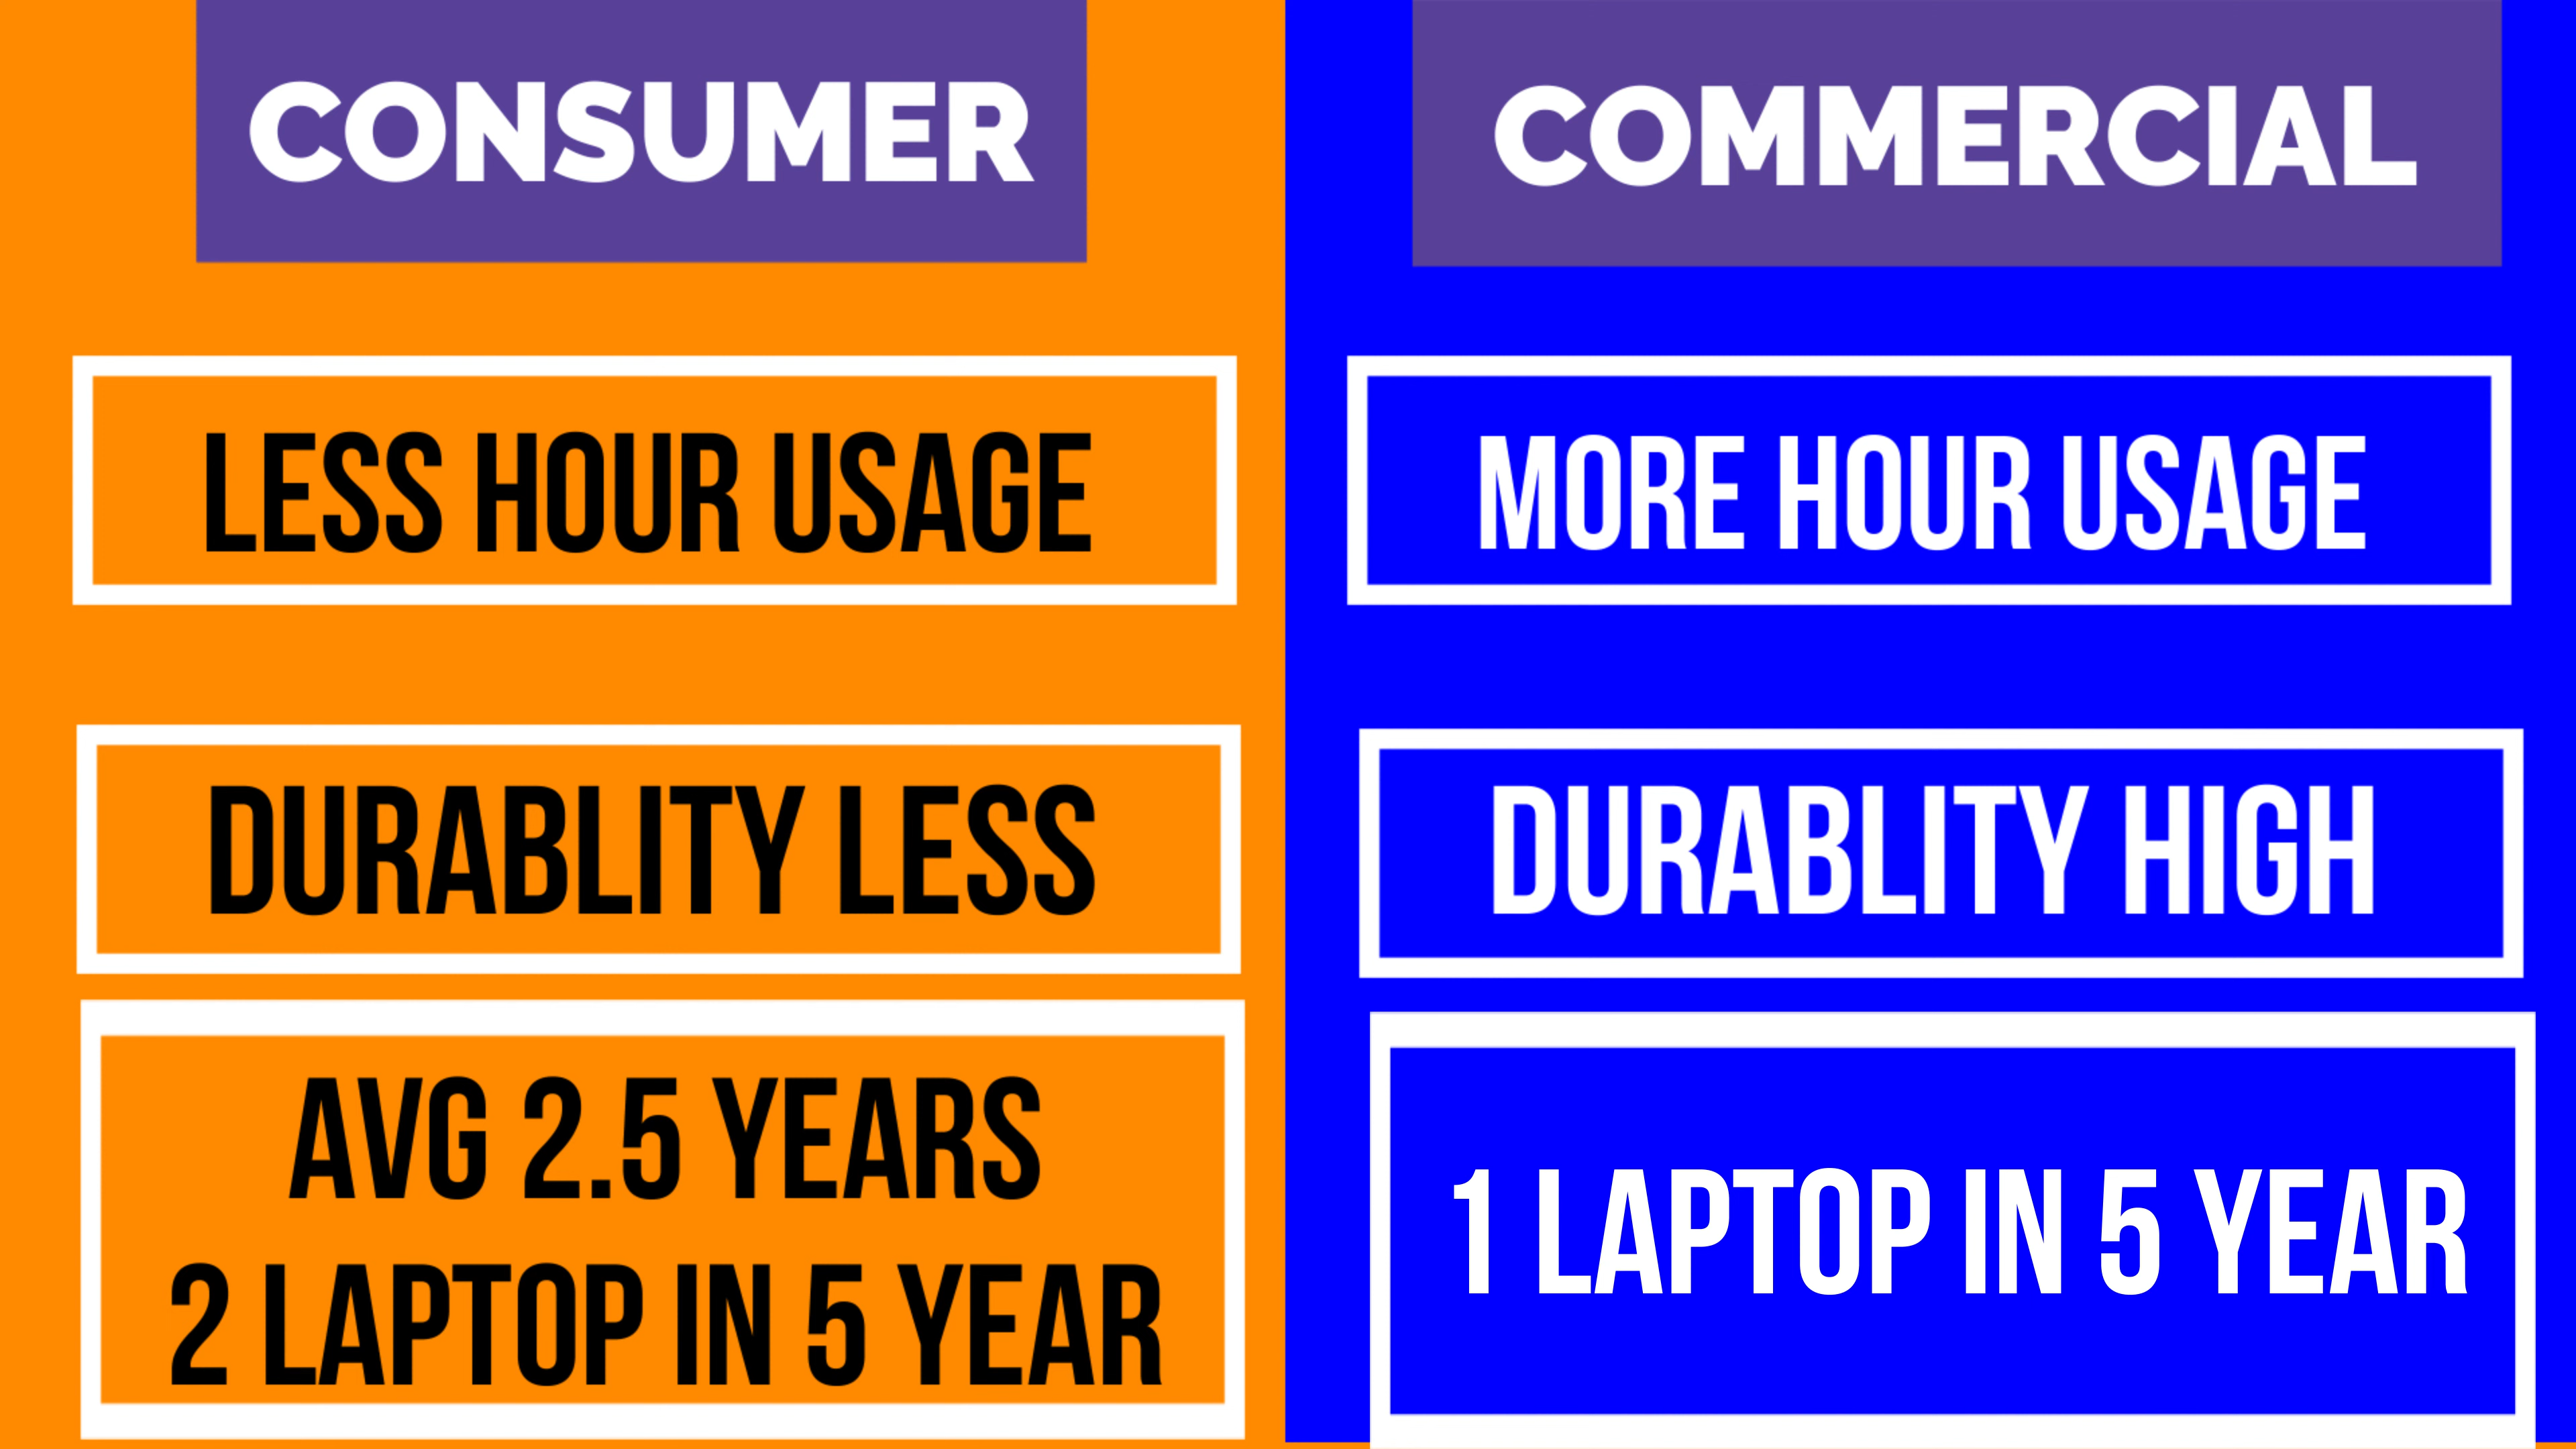 CONSUMER
LESS HOUR USAGE
DURABLITY LESS
AVG 2.5 YEARS
2 LAPTOP IN 5 YEAR
COMMERCIAL
MORE HOUR USAGE
DURABLITY HIGH
1 LAPTOP IN 5 YEAR